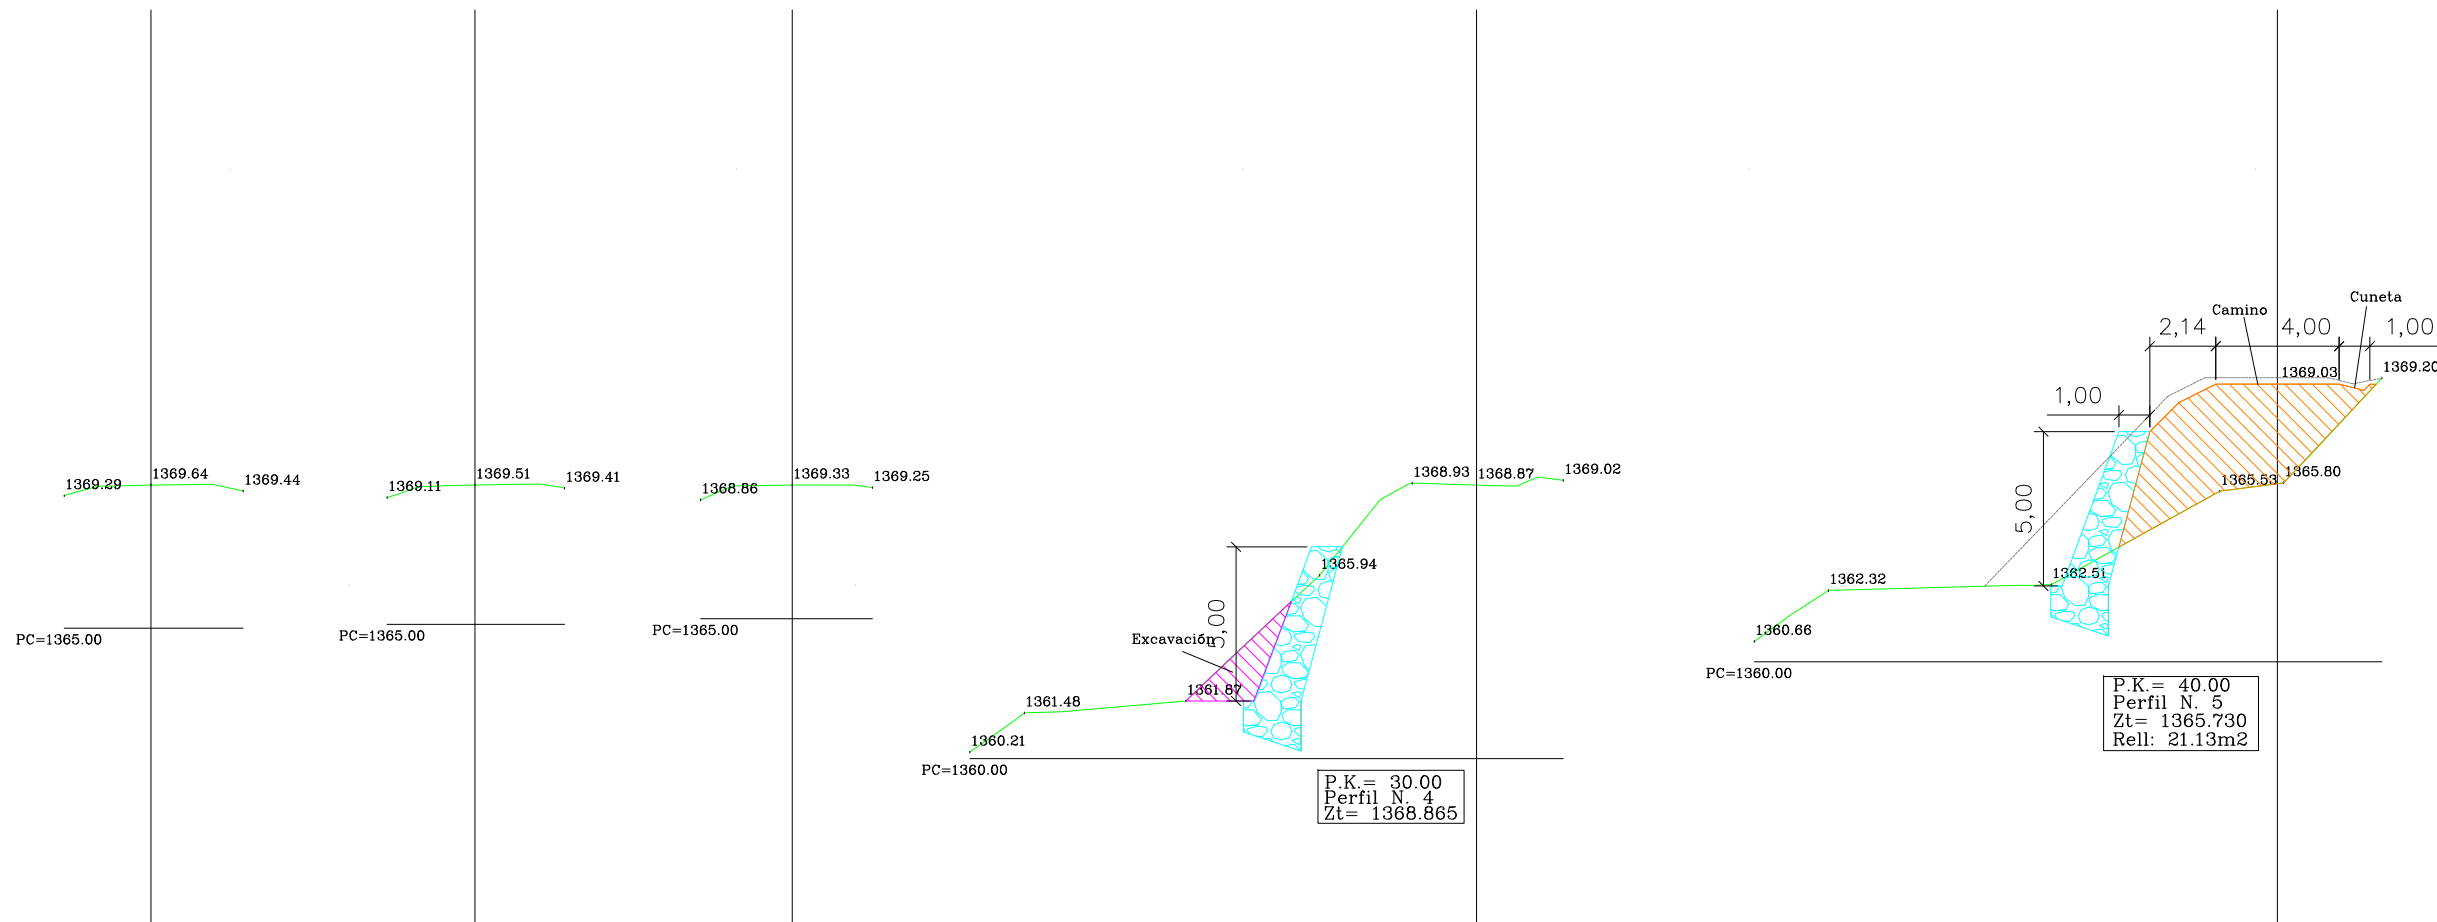 1369.29
1369.64
1369.44
PC=1365.00
1369.11
1369.51
1369.41
PC=1365.00
1368.86
1369.33
1369.25
PC=1365.00
1368.93
1368.87
1369.02
1365.94
5,00
Excavación
1361.87
1361.48
1360.21
PC=1360.00
P.K.= 30.00
Perfil N. 4
Zt= 1368.865
Cuneta
Camino
2,14
4,00
1,00
1369.03
1369.20
1,00
1365.53
1365.80
5,00
1362.51
1362.32
1360.66
PC=1360.00
P.K.= 40.00
Perfil N. 5
Zt= 1365.730
Rell: 21.13m2